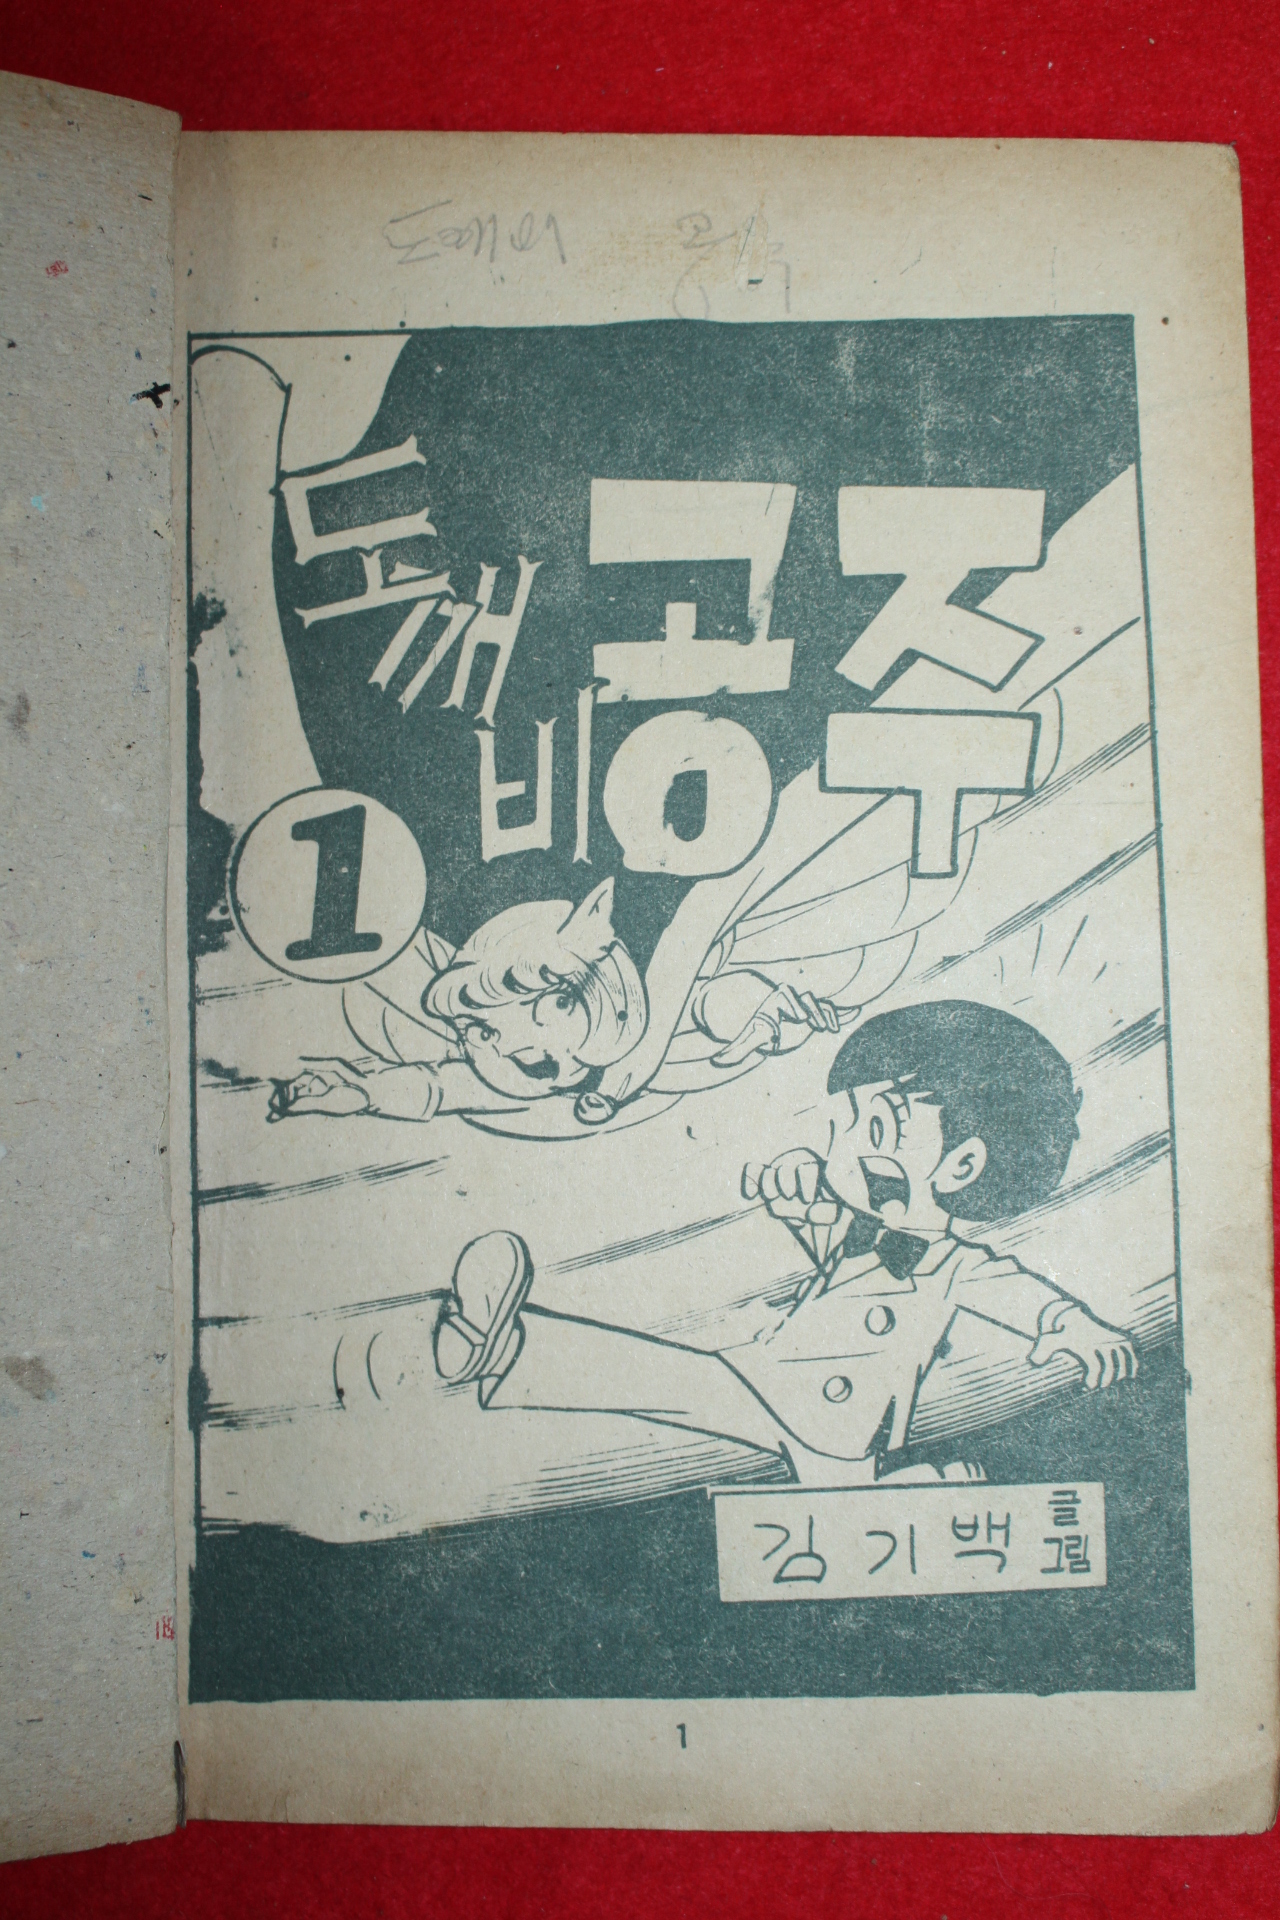 도깨비 공주
1
김기백 글 그림
1